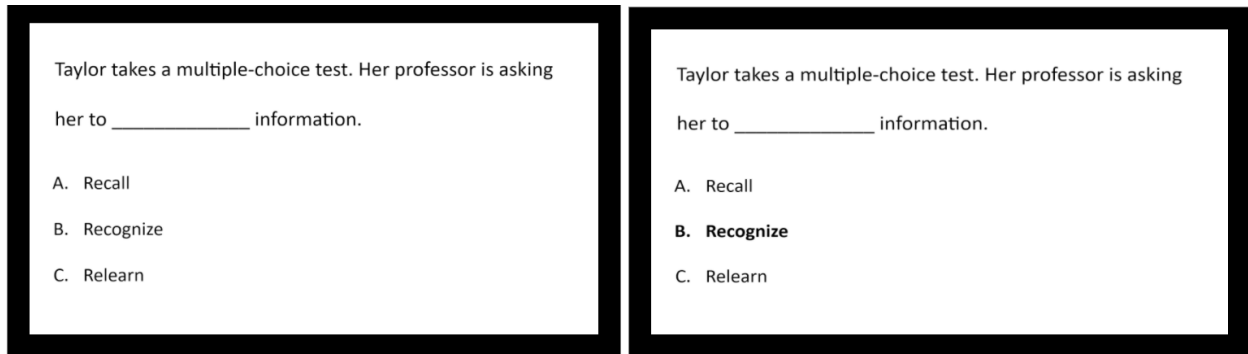 Taylor takes a multiple-choice test. Her professor is asking
her to ______________ information.
A. Recall
B. Recognize
C. Relearn
Taylor takes a multiple-choice test. Her professor is asking
her to ______________ information.
A. Recall
B. Recognize
C. Relearn